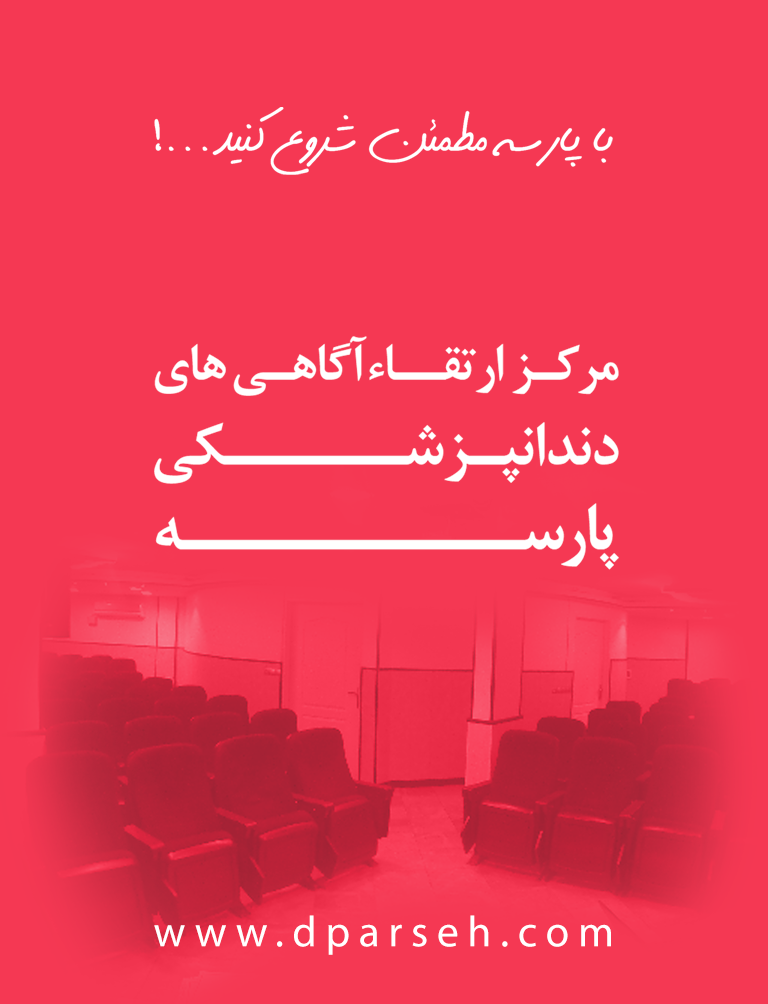 با پارسه مطمئن شروع کنید...!
مرکز ارتقاء آگاهی های
دندانپزشکی
پارسه
www.dparseh.com